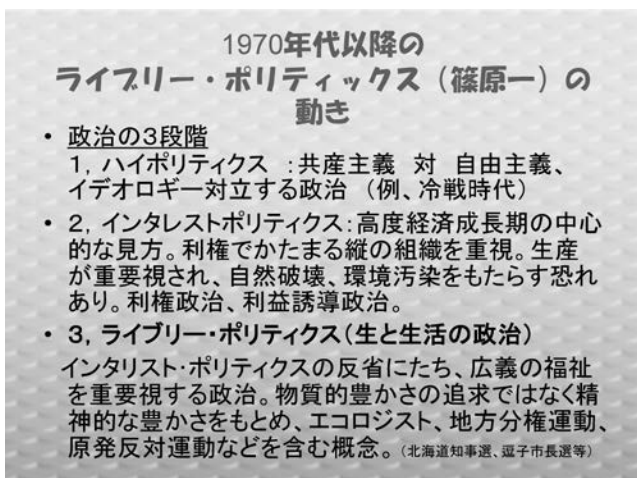 1970年代以降の
ライブリー・ポリティックス（篠原一）の
動き
• 政治の3段階
1，ハイポリティクス ：共産主義 対 自由主義、
イデオロギー対立する政治 （例、冷戦時代）
• 2，インタレストポリティクス：高度経済成長期の中心
的な見方。利権でかたまる縦の組織を重視。生産
が重要視され、自然破壊、環境汚染をもたらす恐れ
あり。利権政治、利益誘導政治。
• 3，ライブリー・ポリティクス（生と生活の政治）
インタリスト・ポリティクスの反省にたち、広義の福祉
を重要視する政治。物質的豊かさの追求ではなく精
神的な豊かさをもとめ、エコロジスト、地方分権運動、
原発反対運動などを含む概念。（北海道知事選、逗子市長選等）